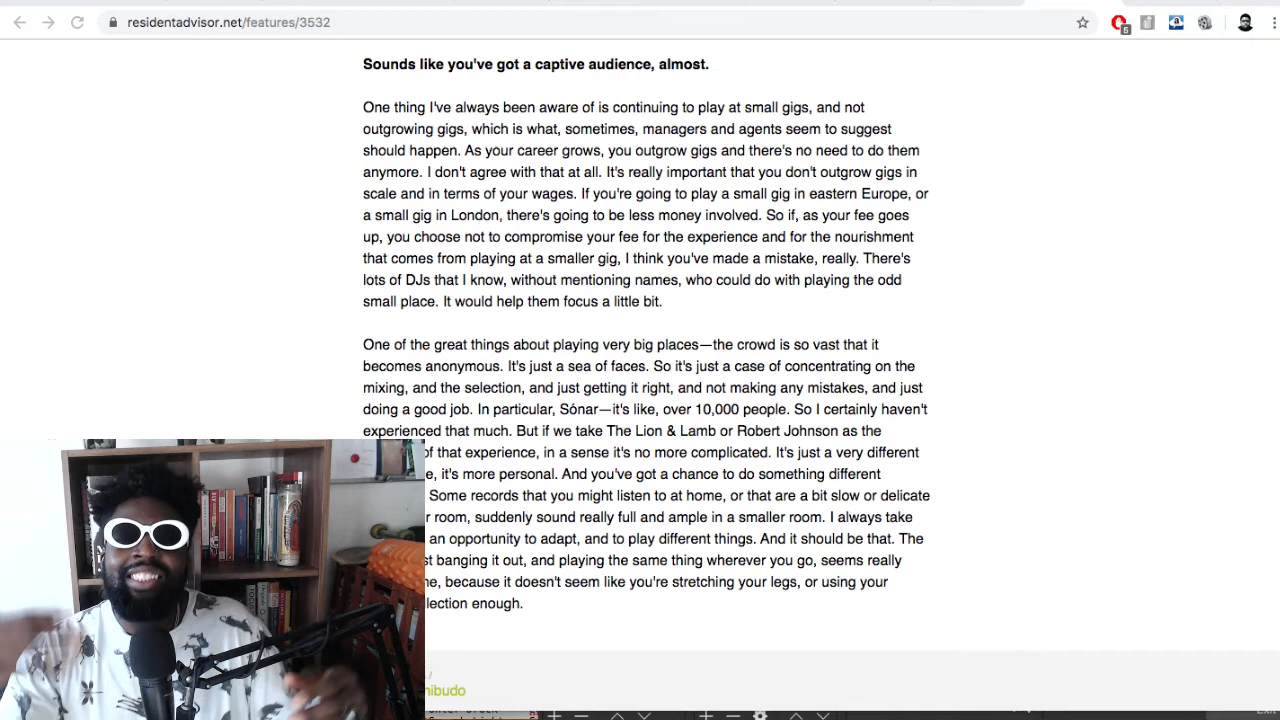 residentadvisor.net/features/3532
5
Sounds like you've got a captive audience, almost.
One thing I've always been aware of is continuing to play at small gigs, and not
outgrowing gigs, which is what, sometimes, managers and agents seem to suggest
should happen. As your career grows, you outgrow gigs and there's no need to do them
anymore. I don't agree with that at all. It's really important that you don't outgrow gigs in
scale and in terms of your wages. If you're going to play a small gig in eastern Europe, or
a small gig in London, there's going to be less money involved. So if, as your fee goes
up, you choose not to compromise your fee for the experience and for the nourishment
that comes from playing at a smaller gig, I think you've made a mistake, really. There's
lots of DJs that I know, without mentioning names, who could do with playing the odd
small place. It would help them focus a little bit.
One of the great things about playing very big places—the crowd is so vast that it
becomes anonymous. It's just a sea of faces. So it's just a case of concentrating on the
mixing, and the selection, and just getting it right, and not making any mistakes, and just
doing a good job. In particular, Sónar—it's like, over 10,000 people. So I certainly haven't
experienced that much. But if we take The Lion & Lamb or Robert Johnson as the
of that experience, in a sense it's no more complicated. It's just a very different
it's more personal. And you've got a chance to do something different
Some records that you might listen to at home, or that are a bit slow or delicate
room, suddenly sound really full and ample in a smaller room. I always take
an opportunity to adapt, and to play different things. And it should be that. The
banging it out, and playing the same thing wherever you go, seems really
because it doesn't seem like you're stretching your legs, or using your
enough.